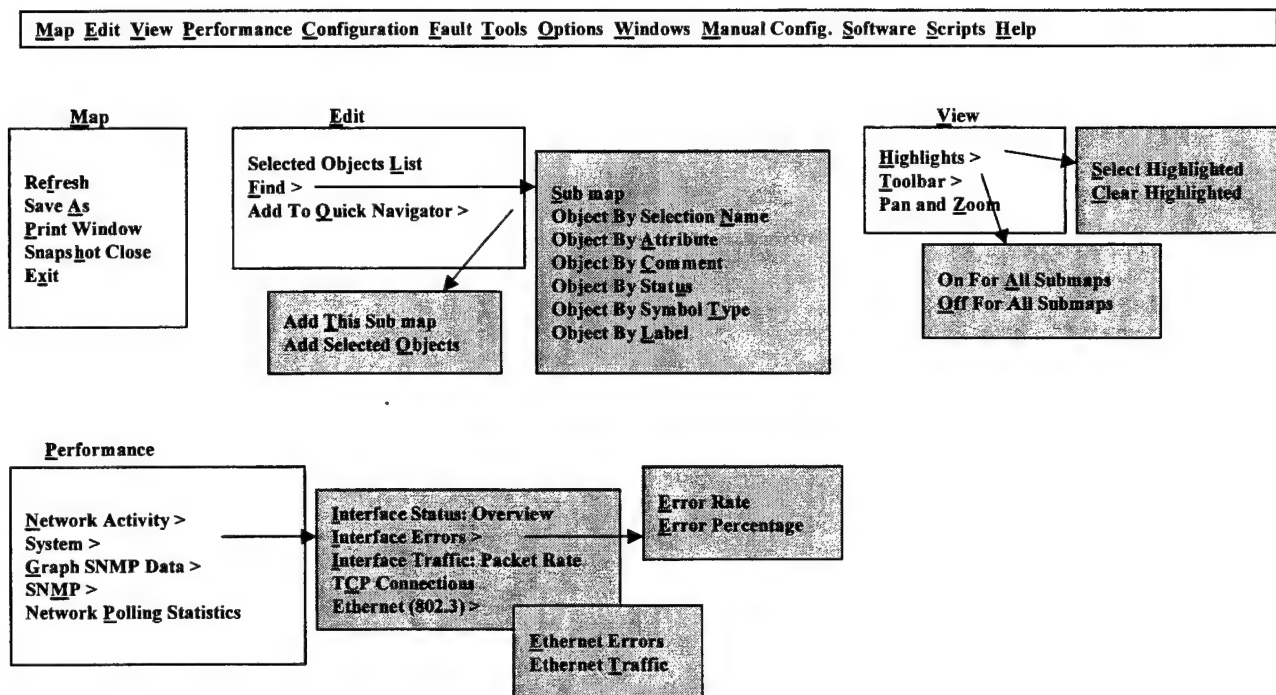 Map Edit View Performance Configuration Fault Tools Options Windows Manual Config. Software Scripts Help
Map
Refresh
Save As
Print Window
Snapshot Close
Exit
Edit
Selected Objects List
Find >
Add To Quick Navigator >
Sub map
Object By Selection Name
Object By Attribute
Object By Comment
Object By Status
Object By Symbol Type
Object By Label
Add This Sub map
Add Selected Objects
View
Highlights >
Toolbar >
Pan and Zoom
Select Highlighted
Clear Highlighted
On For All Submaps
Off For All Submaps
Performance
Network Activity >
System >
Graph SNMP Data >
SNMP >
Network Polling Statistics
Interface Status: Overview
Interface Errors >
Interface Traffic: Packet Rate
TCP Connections
Ethernet (802.3) >
Error Rate
Error Percentage
Ethernet Errors
Ethernet Traffic